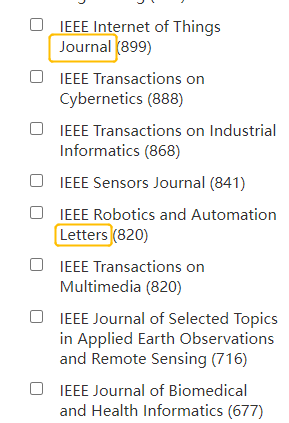 IEEE Internet of Things
Journal (899)
IEEE Transactions on
Cybernetics (888)
IEEE Transactions on Industrial
Informatics (868)
IEEE Sensors Journal (841)
IEEE Robotics and Automation
Letters (820)
IEEE Transactions on
Multimedia (820)
IEEE Journal of Selected Topics
in Applied Earth Observations
and Remote Sensing (716)
IEEE Journal of Biomedical
and Health Informatics (677)